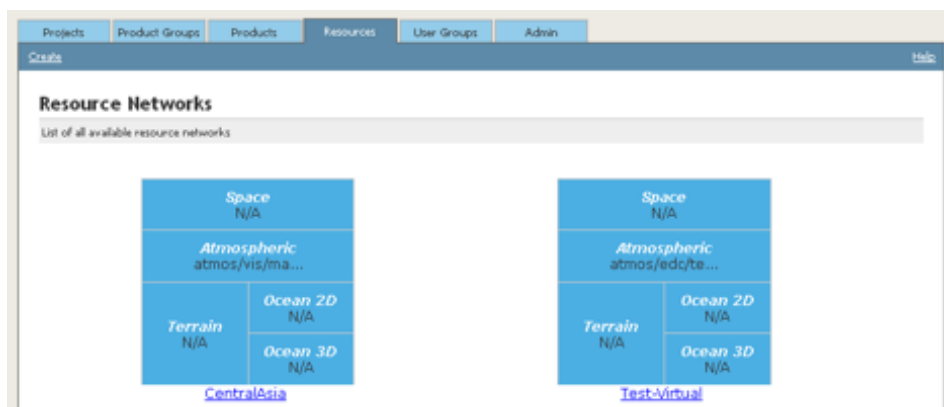 Projects Product Groups Products Resources User Groups Admin
Create Help
Resource Networks
List of all available resource networks
Space
N/A
Atmospheric
atmos/vis/ma...
Terrain
N/A
Ocean 2D
N/A
Ocean 3D
N/A
CentralAsia
Space
N/A
Atmospheric
atmos/edc/te...
Terrain
N/A
Ocean 2D
N/A
Ocean 3D
N/A
Test-Virtual